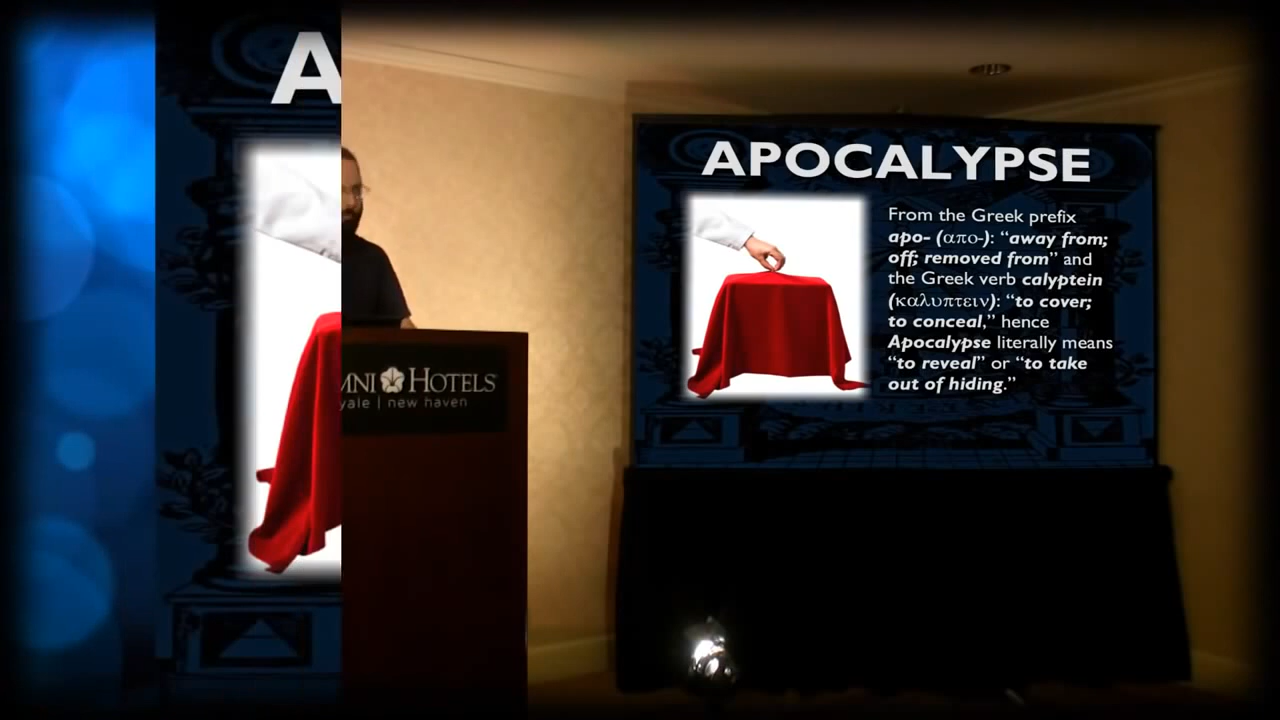 A
APOCALYPSE
From the Greek prefix
apo- (απο-): “away from;
off; removed from” and
the Greek verb calyptein
(καλυπτειν): “to cover;
to conceal,” hence
Apocalypse literally means
“to reveal” or “to take
out of hiding.”
MNI HOTELS
yale | new haven